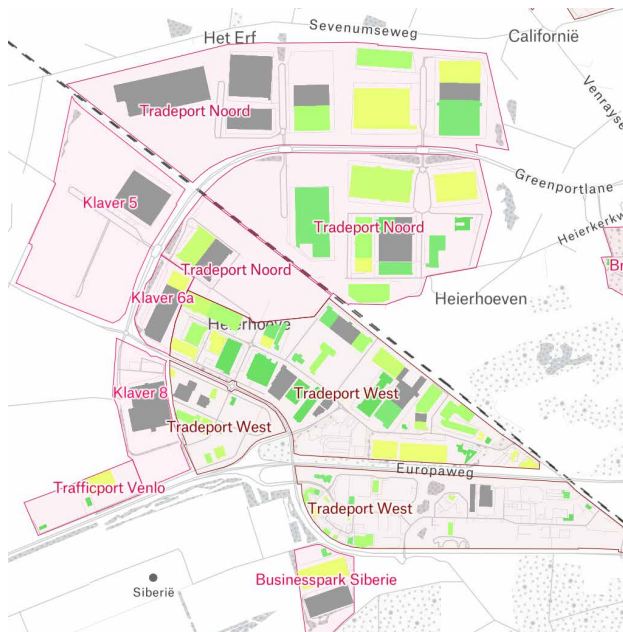 Sevenumseweg
Het Erf
Californië
Venrayse
Tradeport Noord
Greenportlane
Klaver 5
Tradeport Noord
Heierkerkw
Br
Tradeport Noord
Klaver 6a
Heierhoeven
Heierhoeve
Klaver 8
Tradeport West
Tradeport West
Europaweg
Trafficport Venlo
Tradeport West
Businesspark Siberie
Siberië